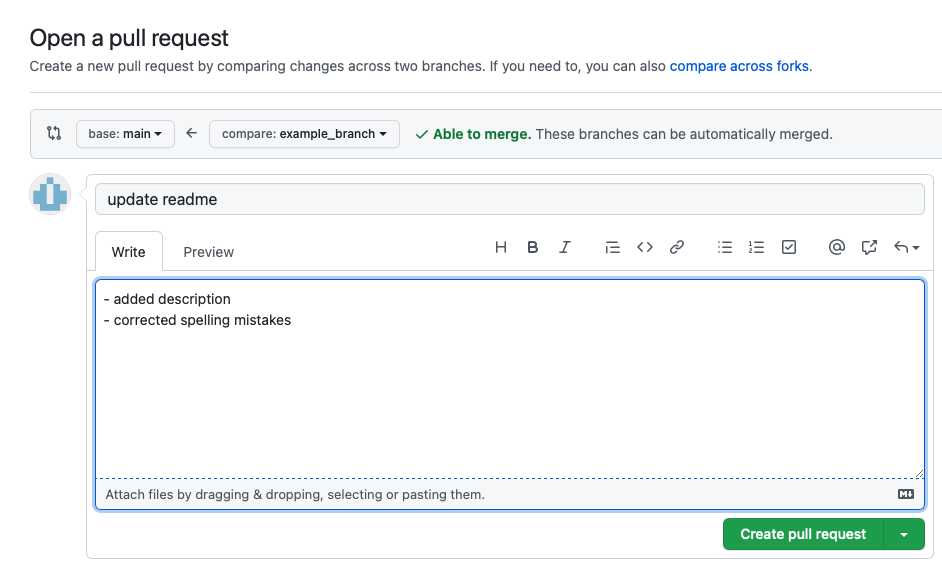 Open a pull request
Create a new pull request by comparing changes across two branches. If you need to, you can also compare across forks.
base: main compare: example_branch Able to merge. These branches can be automatically merged.
update readme
Write Preview
- added description
- corrected spelling mistakes
Attach files by dragging & dropping, selecting or pasting them.
Create pull request